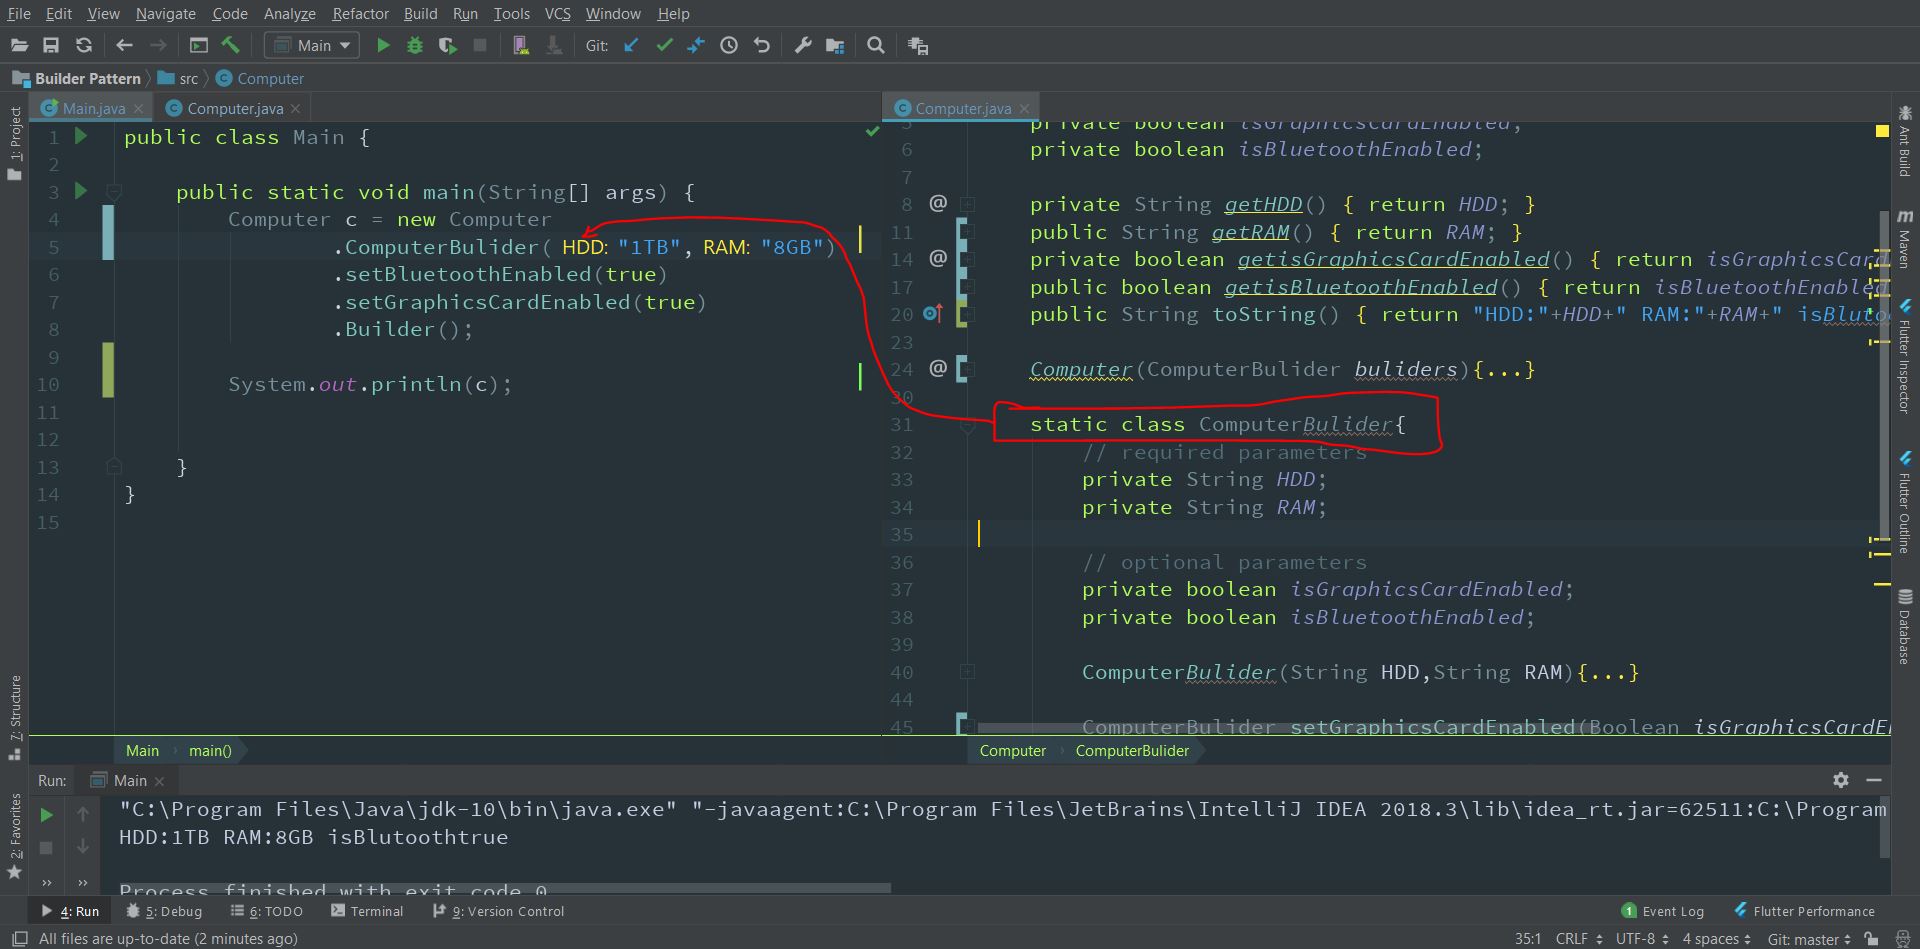 File Edit View Navigate Code Analyze Refactor Build Run Tools VCS Window Help
Main Git:
Builder Pattern src Computer
Main.java Computer.java
1 public class Main {
2
3 public static void main(String[] args) {
4 Computer c = new Computer
5 .ComputerBulider( HDD: "1TB", RAM: "8GB")
6 .setBluetoothEnabled(true)
7 .setGraphicsCardEnabled(true)
8 .Builder();
9
10 System.out.println(c);
11
12
13 }
14 }
15
Main main()
Computer.java
5 private boolean isGraphicsCardEnabled;
6 private boolean isBluetoothEnabled;
7
8 private String getHDD() { return HDD; }
11 public String getRAM() { return RAM; }
14 private boolean getisGraphicsCardEnabled() { return isGraphicsCard
17 public boolean getisBluetoothEnabled() { return isBluetoothEnabled
20 public String toString() { return "HDD:"+HDD+" RAM:"+RAM+" isBlutoo
23
24 Computer(ComputerBulider buliders){...}
30
31 static class ComputerBulider{
32 // required parameters
33 private String HDD;
34 private String RAM;
35
36 // optional parameters
37 private boolean isGraphicsCardEnabled;
38 private boolean isBluetoothEnabled;
39
40 ComputerBulider(String HDD,String RAM){...}
44
45 ComputerBulider setGraphicsCardEnabled(Boolean isGraphicsCardE
Computer ComputerBulider
1: Project
7: Structure
2: Favorites
Ant Build
Maven
Flutter Inspector
Flutter Outline
Database
Run: Main
"C:\Program Files\Java\jdk-10\bin\java.exe" "-javaagent:C:\Program Files\JetBrains\IntelliJ IDEA 2018.3\lib\idea_rt.jar=62511:C:\Program
HDD:1TB RAM:8GB isBlutoothtrue
Process finished with exit code 0
4: Run 5: Debug 6: TODO Terminal 9: Version Control 1 Event Log Flutter Performance
All files are up-to-date (2 minutes ago) 35:1 CRLF UTF-8 4 spaces Git: master